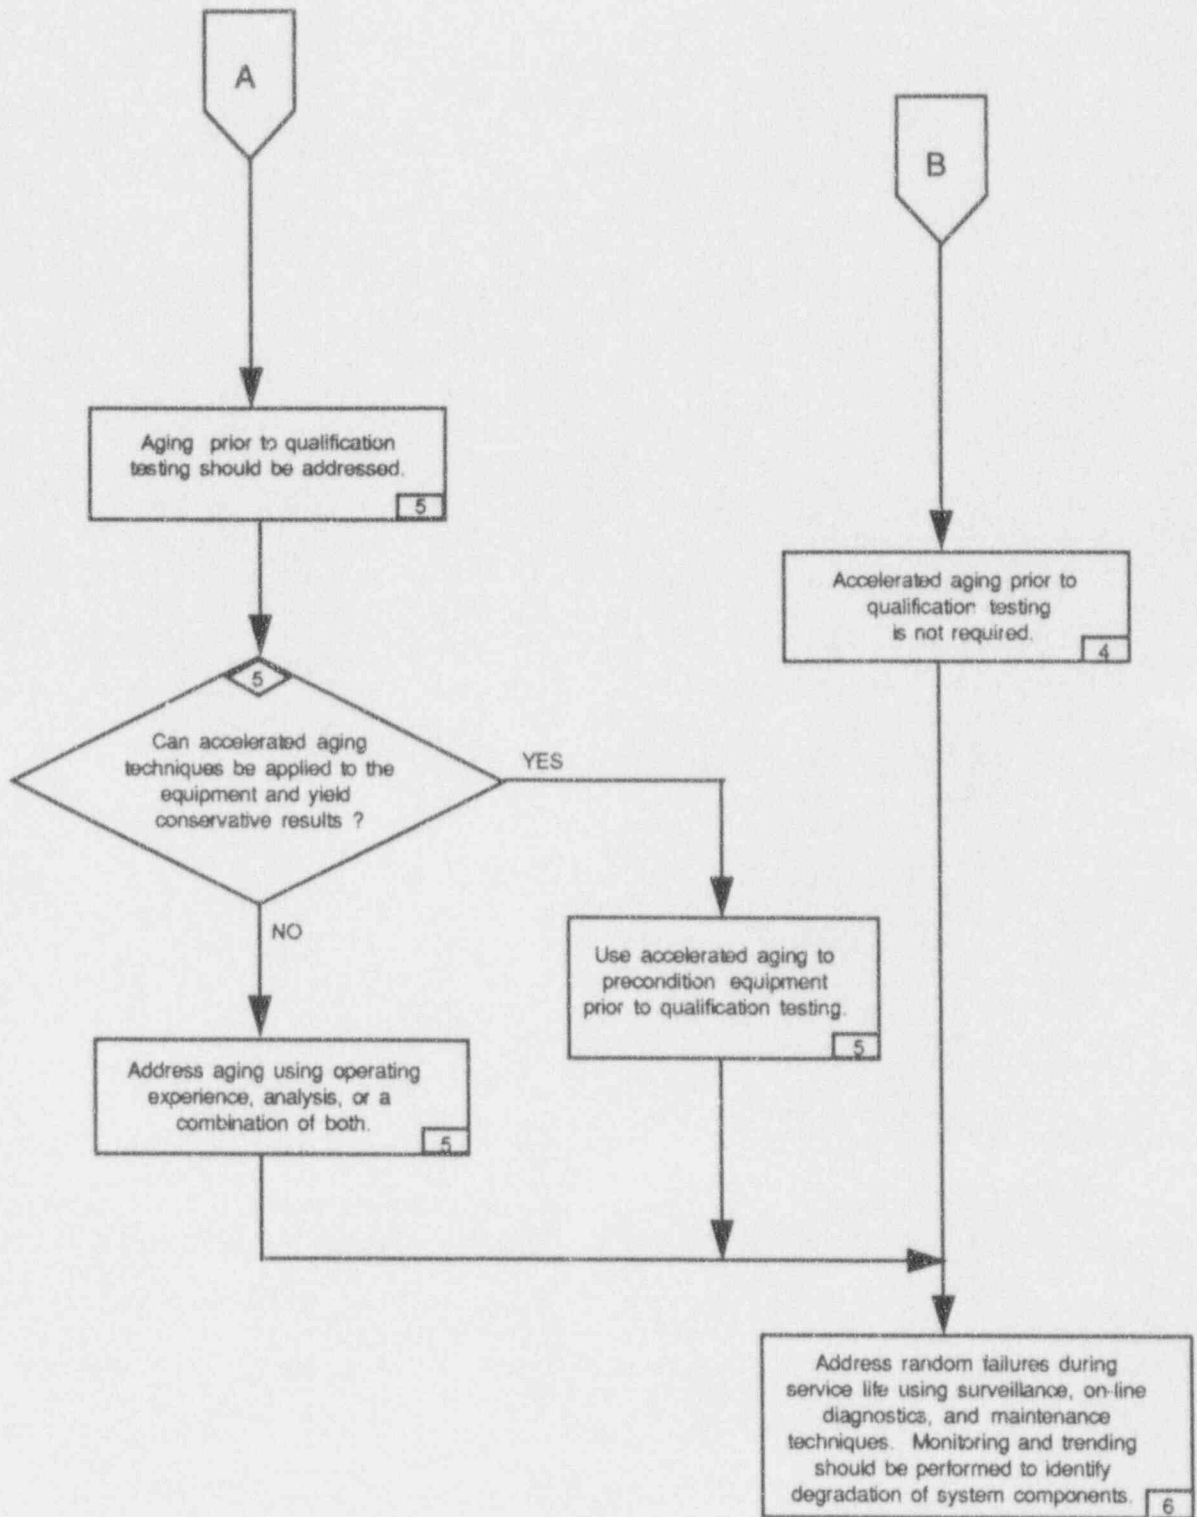 A
B
Aging prior to qualification
testing should be addressed.
5
Accelerated aging prior to
qualification testing
is not required.
4
5
Can accelerated aging
techniques be applied to the
equipment and yield
conservative results ?
YES
NO
Use accelerated aging to
precondition equipment
prior to qualification testing.
5
Address aging using operating
experience, analysis, or a
combination of both.
5
Address random failures during
service life using surveillance, on-line
diagnostics, and maintenance
techniques. Monitoring and trending
should be performed to identify
degradation of system components.
6